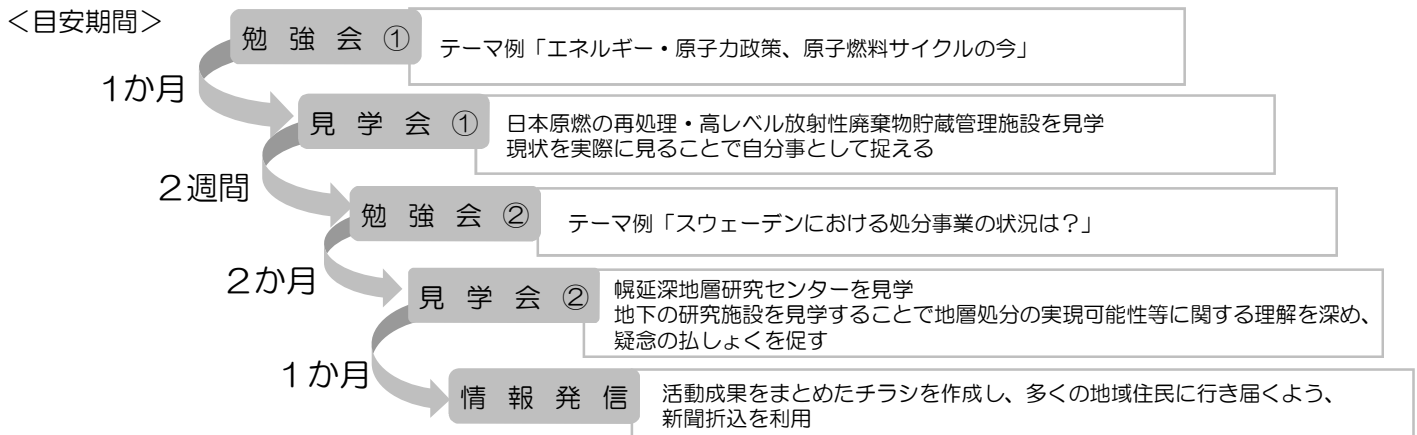 ＜目安期間＞
勉 強 会 ①
テーマ例「エネルギー・原子力政策、原子燃料サイクルの今」
1か月
見 学 会 ①
日本原燃の再処理・高レベル放射性廃棄物貯蔵管理施設を見学
現状を実際に見ることで自分事として捉える
２週間
勉 強 会 ②
テーマ例「スウェーデンにおける処分事業の状況は？」
２か月
見 学 会 ②
幌延深地層研究センターを見学
地下の研究施設を見学することで地層処分の実現可能性等に関する理解を深め、
疑念の払しょくを促す
１か月
情 報 発 信
活動成果をまとめたチラシを作成し、多くの地域住民に行き届くよう、
新聞折込を利用